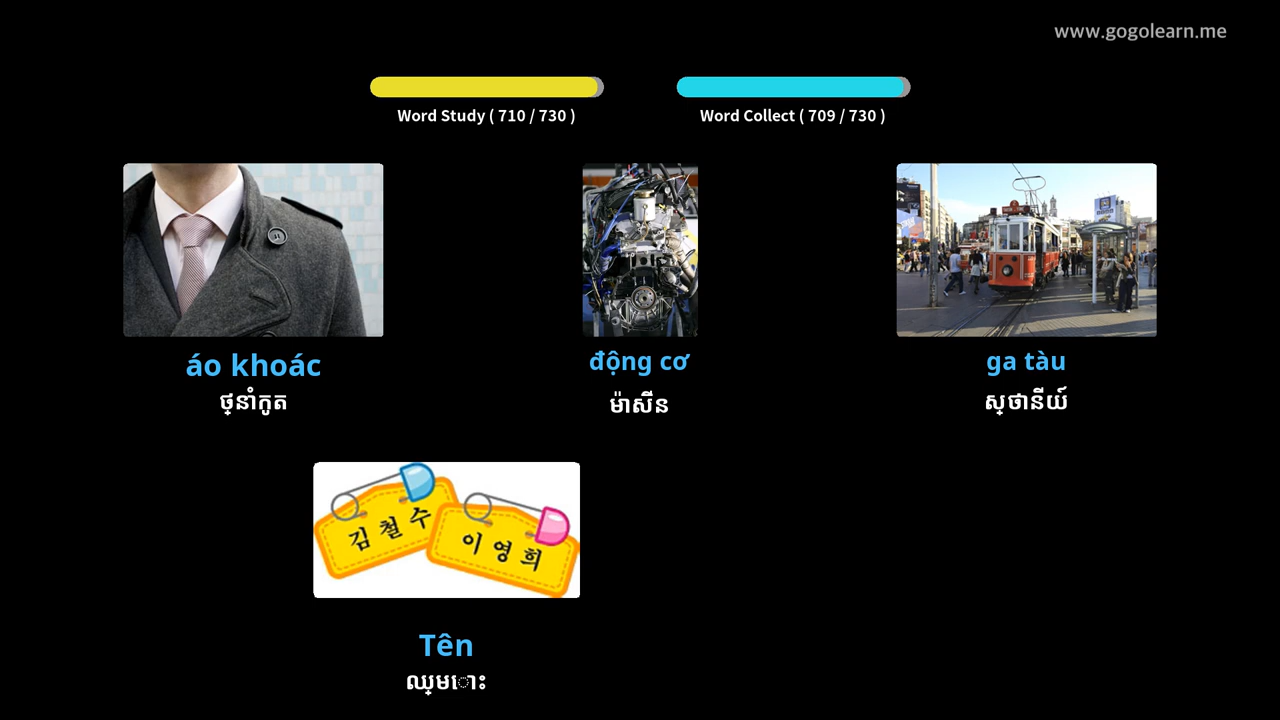 www.gogolearn.me
Word Study ( 710 / 730 )
Word Collect ( 709 / 730 )
áo khoác
ថ្នាំកូត
động cơ
ម៉ាស៊ីន
ga tàu
ស្ថានីយ៍
김철수
이영희
Tên
ឈ្មោះ